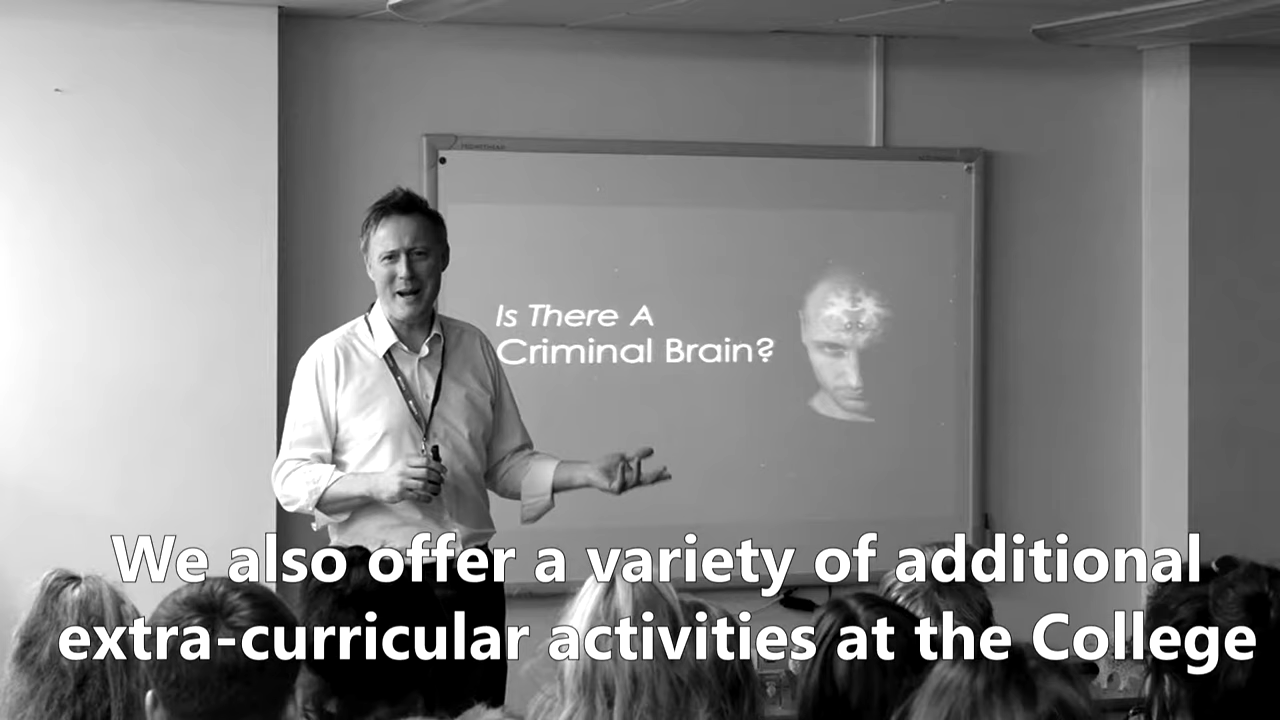 Is There A
Criminal Brain?
We also offer a variety of additional
extra-curricular activities at the College